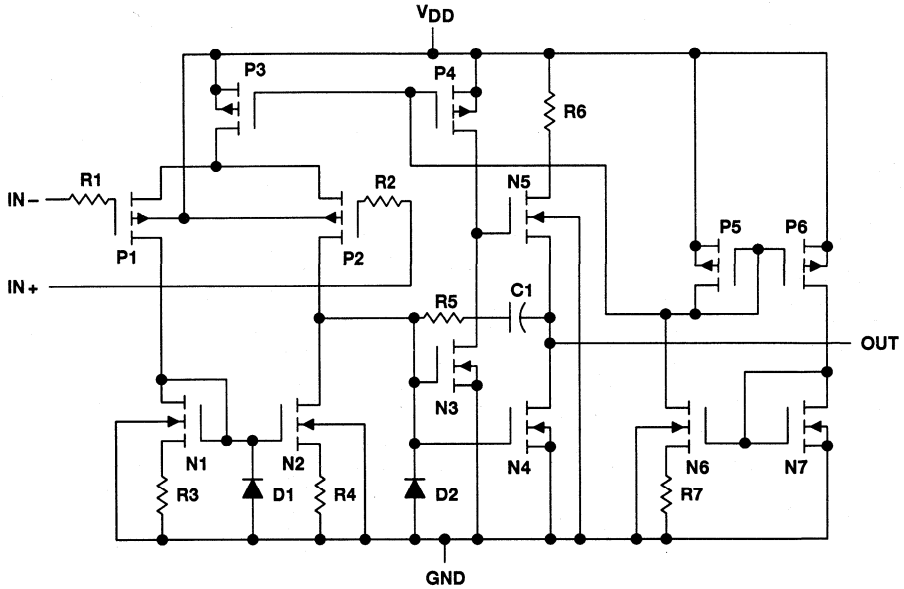 VDD
P3
P4
R6
R1
R2
N5
IN−
P5
P6
P1
P2
IN+
R5
C1
OUT
N3
N1
N2
N4
N6
N7
R3
D1
R4
D2
R7
GND